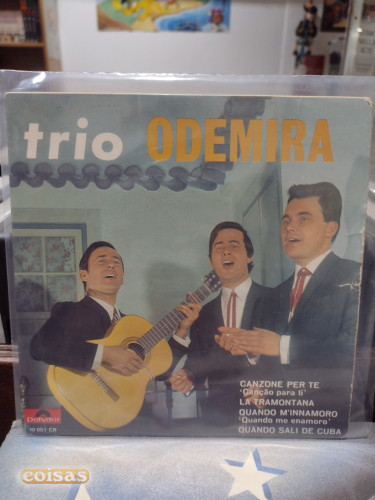 trio ODEMIRA
CANZONE PER TE
'Canção para ti'
LA TRAMONTANA
QUANDO M'INNAMORO
'Quando me enamoro'
QUANDO SALI DE CUBA
Polydor
coisas